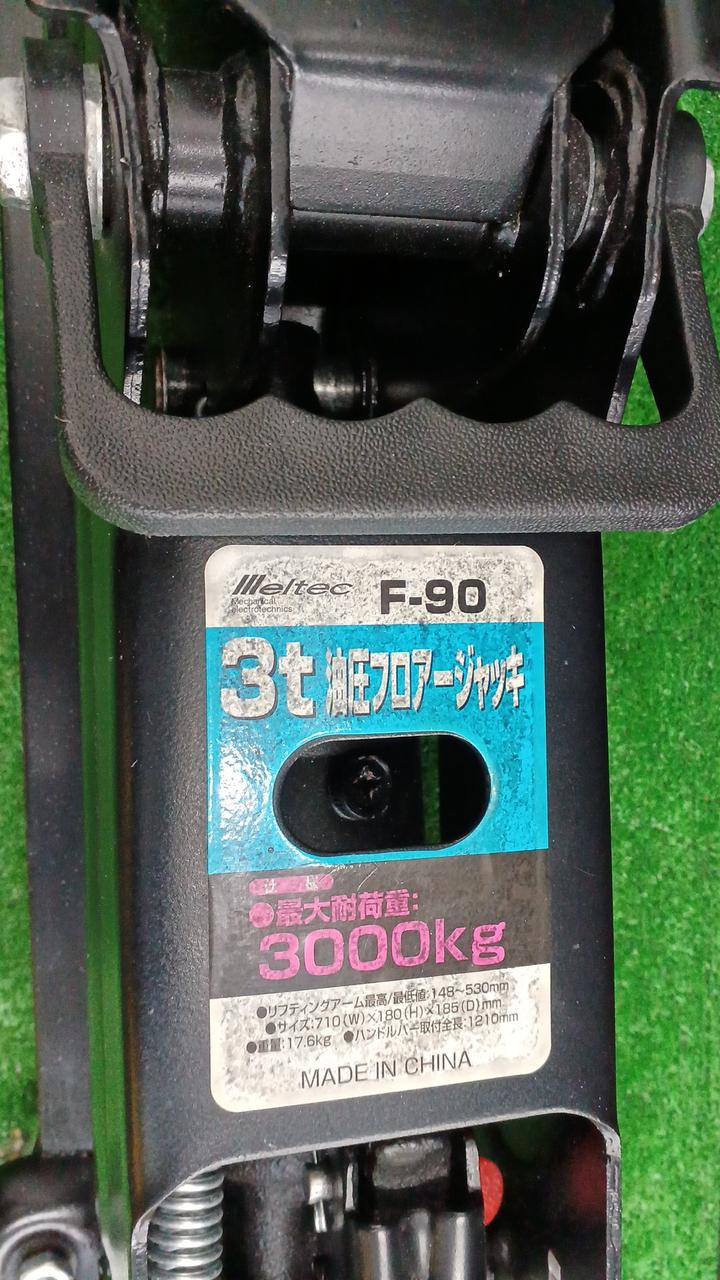 Meltec
Mechanical
electrotechnics
F-90
3t 油圧フロアージャッキ
仕 様
●最大耐荷重:
3000kg
●リフティングアーム最高/最低値:148～530mm
●サイズ:710(W)×180(H)×185(D)mm
●重量:17.6kg ●ハンドルバー取付全長:1210mm
MADE IN CHINA